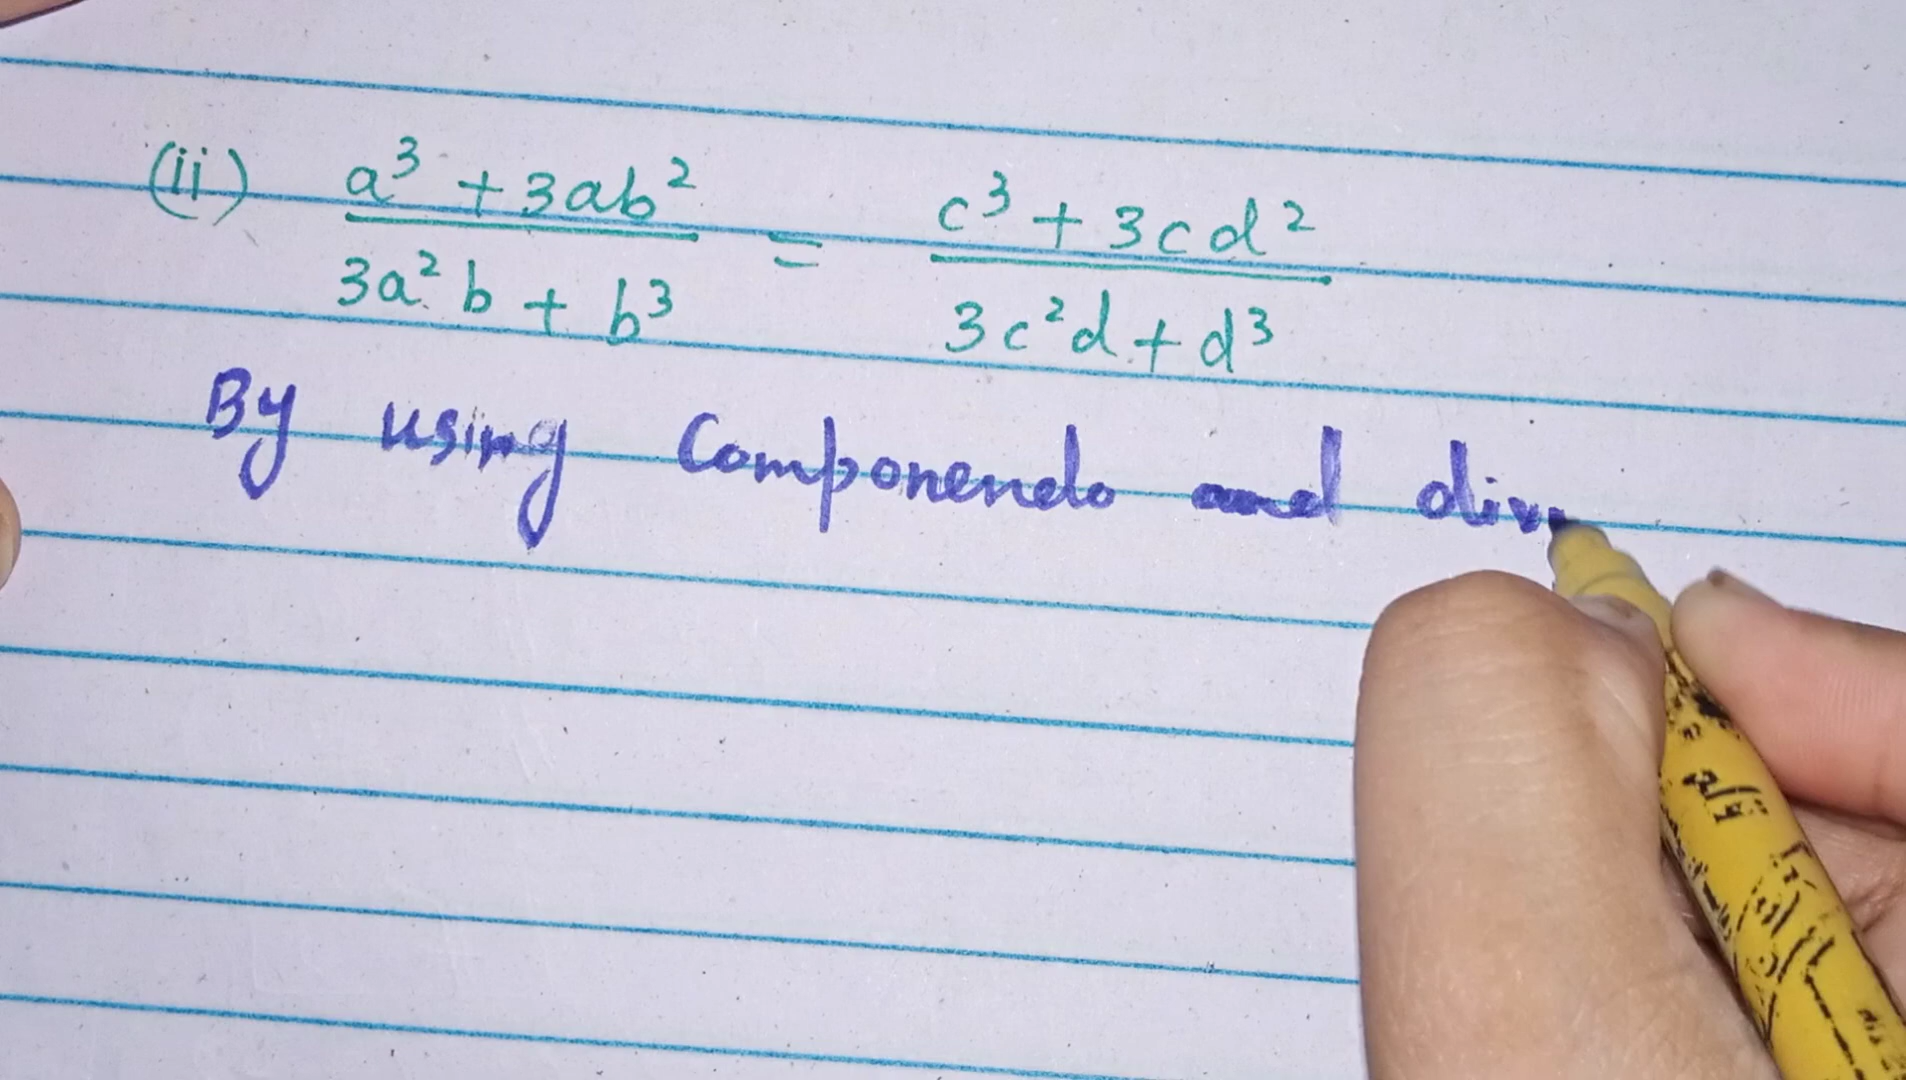 (ii) a³ + 3ab² / 3a²b + b³ = c³ + 3cd² / 3c²d + d³
By using Componendo and div